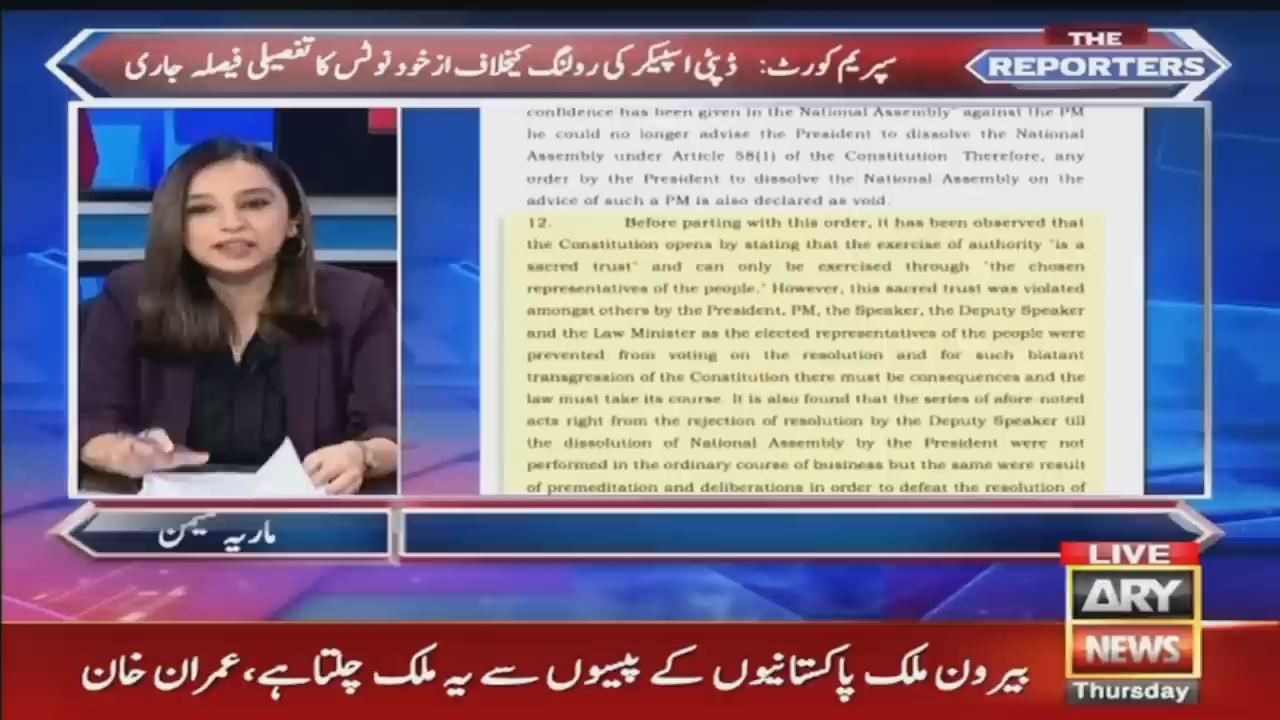 سپریم کورٹ: ڈپٹی اسپیکر کی رولنگ کیخلاف از خود نوٹس کا تفصیلی فیصلہ جاری
THE
REPORTERS
confidence has been given in the National Assembly" against the PM
he could no longer advise the President to dissolve the National
Assembly under Article 58(1) of the Constitution. Therefore, any
order by the President to dissolve the National Assembly on the
advice of such a PM is also declared as void.
12. Before parting with this order, it has been observed that
the Constitution opens by stating that the exercise of authority "is a
sacred trust" and can only be exercised through "the chosen
representatives of the people." However, this sacred trust was violated
amongst others by the President, PM, the Speaker, the Deputy Speaker
and the Law Minister as the elected representatives of the people were
prevented from voting on the resolution and for such blatant
transgression of the Constitution there must be consequences and the
law must take its course. It is also found that the series of afore-noted
acts right from the rejection of resolution by the Deputy Speaker till
the dissolution of National Assembly by the President were not
performed in the ordinary course of business but the same were result
of premeditation and deliberations in order to defeat the resolution of
ماریہ میمن
LIVE
ARY
NEWS
Thursday
بیرون ملک پاکستانیوں کے پیسوں سے یہ ملک چلتا ہے، عمران خان